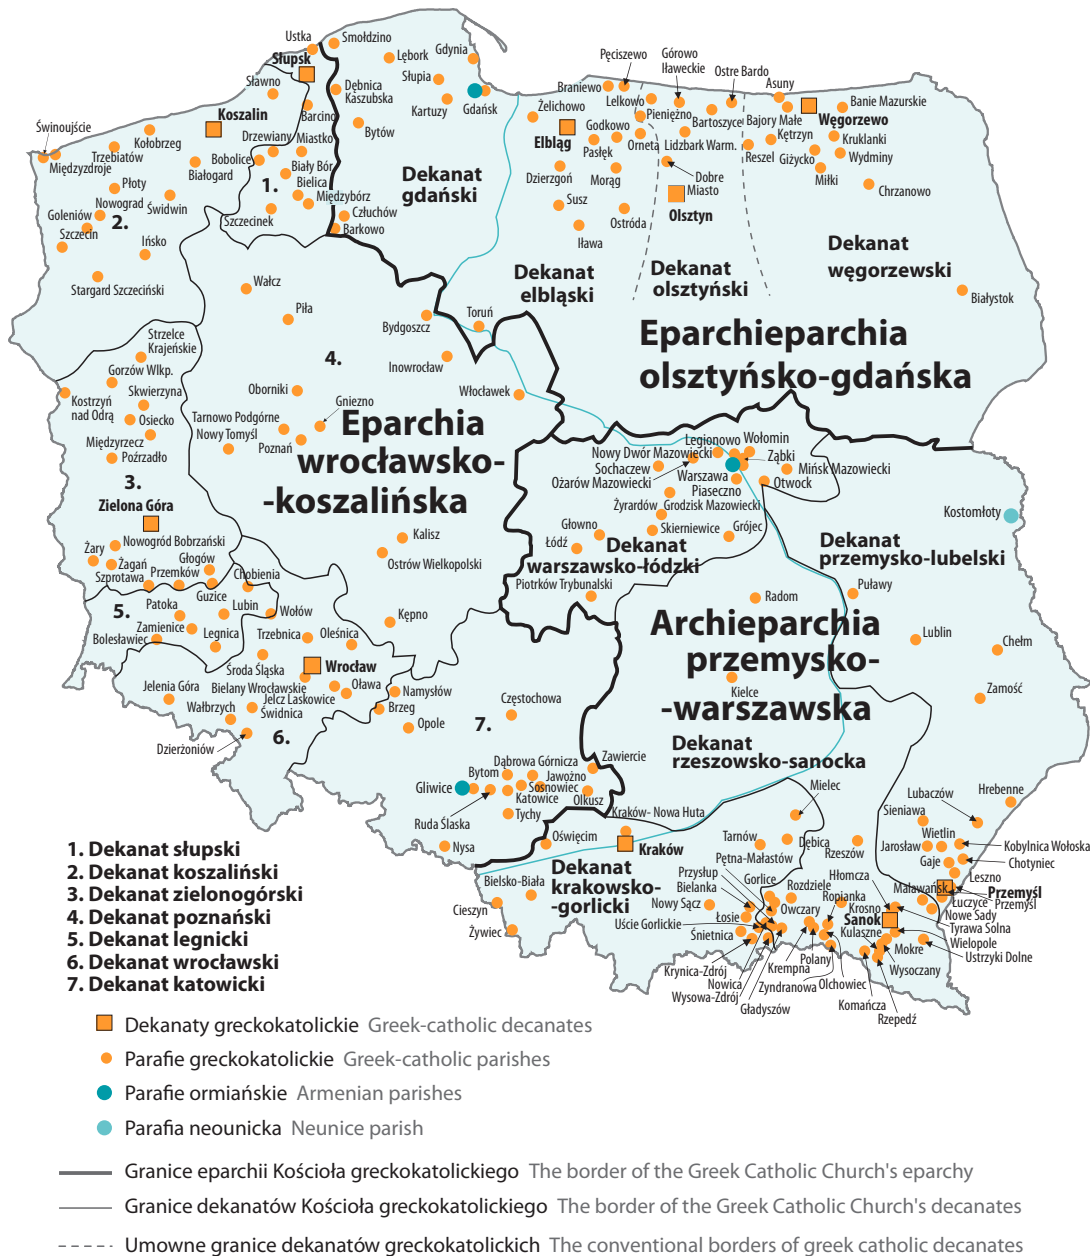 Ustka
Smołdzino
Słupsk
Lębork
Gdynia
Sławno
Dębnica
Kaszubska
Słupia
Kartuzy
Gdańsk
Koszalin
Barcino
Bytów
Świnoujście
Międzyzdroje
Kołobrzeg
Trzebiatów
Białogard
Bobolice
Drzewiany
Miastko
Biały Bór
Bielica
Międzybórz
1.
Szczecinek
Człuchów
Barkowo
Płoty
Nowograd
Świdwin
Goleniów
2.
Szczecin
Ińsko
Stargard Szczeciński
Dekanat
gdański
Pęciszewo
Górowo
Iławeckie
Ostre Bardo
Braniewo
Lelkowo
Żelichowo
Pieniężno
Elbląg
Godkowo
Pasłęk
Orneta
Lidzbark Warm.
Bartoszyce
Asuny
Bajory Małe
Węgorzewo
Banie Mazurskie
Kętrzyn
Kruklanki
Reszel
Giżycko
Wydminy
Miłki
Chrzanowo
Dzierzgoń
Morąg
Dobre
Miasto
Susz
Ostróda
Olsztyn
Iława
Dekanat
elbląski
Dekanat
olsztyński
Dekanat
węgorzewski
Białystok
Eparchieparchia
olsztyńsko-gdańska
Wałcz
Piła
Bydgoszcz
Toruń
Inowrocław
Włocławek
4.
Strzelce
Krajeńskie
Gorzów Wlkp.
Kostrzyń
nad Odrą
Skwierzyna
Osiecko
Międzyrzecz
Poźrzadło
Oborniki
Gniezno
Tarnowo Podgórne
Nowy Tomyśl
Poznań
Eparchia
wrocławsko-
-koszalińska
3.
Zielona Góra
Nowogród Bobrzański
Żary
Żagań
Głogów
Szprotawa
Przemków
Chobienia
Kalisz
Ostrów Wielkopolski
Kępno
5.
Patoka
Guzice
Lubin
Wołów
Zamienice
Bolesławiec
Legnica
Trzebnica
Oleśnica
Środa Śląska
Wrocław
Jelenia Góra
Bielany Wrocławskie
Jelcz Laskowice
Oława
Wałbrzych
Świdnica
Dzierżoniów
6.
Namysłów
Brzeg
Opole
Częstochowa
7.
Legionowo
Wołomin
Nowy Dwór Mazowiecki
Ząbki
Sochaczew
Ożarów Mazowiecki
Warszawa
Mińsk Mazowiecki
Piaseczno
Otwock
Żyrardów
Grodzisk Mazowiecki
Głowno
Skierniewice
Grójec
Łódź
Dekanat
warszawsko-łódzki
Piotrków Trybunalski
Kostomłoty
Dekanat
przemysko-lubelski
Puławy
Radom
Lublin
Chełm
Archieparchia
przemysko-
-warszawska
Kielce
Zamość
Dekanat
rzeszowsko-sanocka
Dąbrowa Górnicza
Zawiercie
Bytom
Jaworzno
Gliwice
Sosnowiec
Katowice
Olkusz
Ruda Ślaska
Tychy
Nysa
Oświęcim
Kraków- Nowa Huta
Kraków
Mielec
Lubaczów
Hrebenne
Sieniawa
Tarnów
Dębica
Rzeszów
Wietlin
Jarosław
Kobylnica Wołoska
Gaje
Chotyniec
Leszno
Dekanat
krakowsko-
-gorlicki
Pętna-Małastów
Przysłup
Bielanka
Gorlice
Rozdziele
Hłomcza
Ropianka
Krosno
Malawańsk
Przemyśl
Łuczyce
Przemyśl
Nowe Sady
Tyrawa Solna
Wielopole
Ustrzyki Dolne
Bielsko-Biała
Cieszyn
Żywiec
Nowy Sącz
Owczary
Sanok
Kulaszne
Łosie
Uście Gorlickie
Śnietnica
Mokre
Wysoczany
Krynica-Zdrój
Nowica
Wysowa-Zdrój
Gładyszów
Krempna
Polany
Zyndranowa
Olchowiec
Komańcza
Rzepedź
1. Dekanat słupski
2. Dekanat koszaliński
3. Dekanat zielonogórski
4. Dekanat poznański
5. Dekanat legnicki
6. Dekanat wrocławski
7. Dekanat katowicki
Dekanaty greckokatolickie Greek-catholic decanates
Parafie greckokatolickie Greek-catholic parishes
Parafie ormiańskie Armenian parishes
Parafia neounicka Neunice parish
Granice eparchii Kościoła greckokatolickiego The border of the Greek Catholic Church's eparchy
Granice dekanatów Kościoła greckokatolickiego The border of the Greek Catholic Church's decanates
Umowne granice dekanatów greckokatolickich The conventional borders of greek catholic decanates